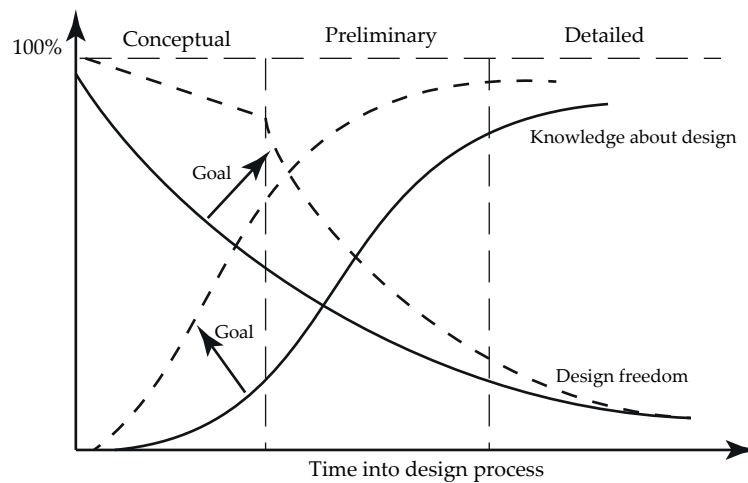 Conceptual
Preliminary
Detailed
100%
Knowledge about design
Goal
Goal
Design freedom
Time into design process